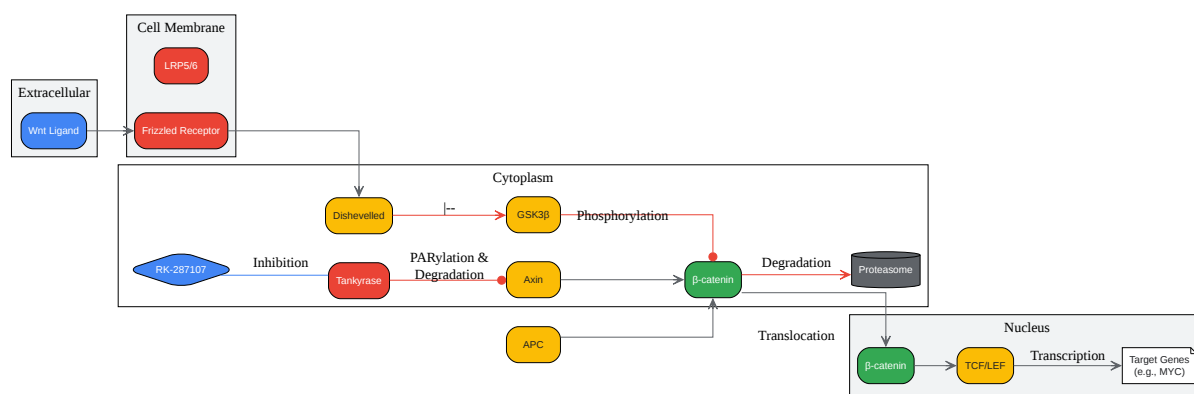 Cell Membrane
LRP5/6
Extracellular
Wnt Ligand
Frizzled Receptor
Cytoplasm
Dishevelled
|--
GSK3β
Phosphorylation
RK-287107
Inhibition
Tankyrase
PARylation &
Degradation
Axin
β-catenin
Degradation
Proteasome
APC
Translocation
Nucleus
β-catenin
TCF/LEF
Transcription
Target Genes
(e.g., MYC)